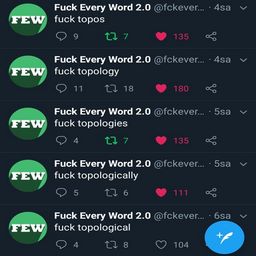 Fuck Every Word 2.0 @fckever... · 4sa
FEW
fuck topos
9 7 135
Fuck Every Word 2.0 @fckever... · 4sa
FEW
fuck topology
11 18 180
Fuck Every Word 2.0 @fckever... · 5sa
FEW
fuck topologies
4 7 135
Fuck Every Word 2.0 @fckever... · 5sa
FEW
fuck topologically
5 6 111
Fuck Every Word 2.0 @fckever... · 6sa
FEW
fuck topological
4 8 104